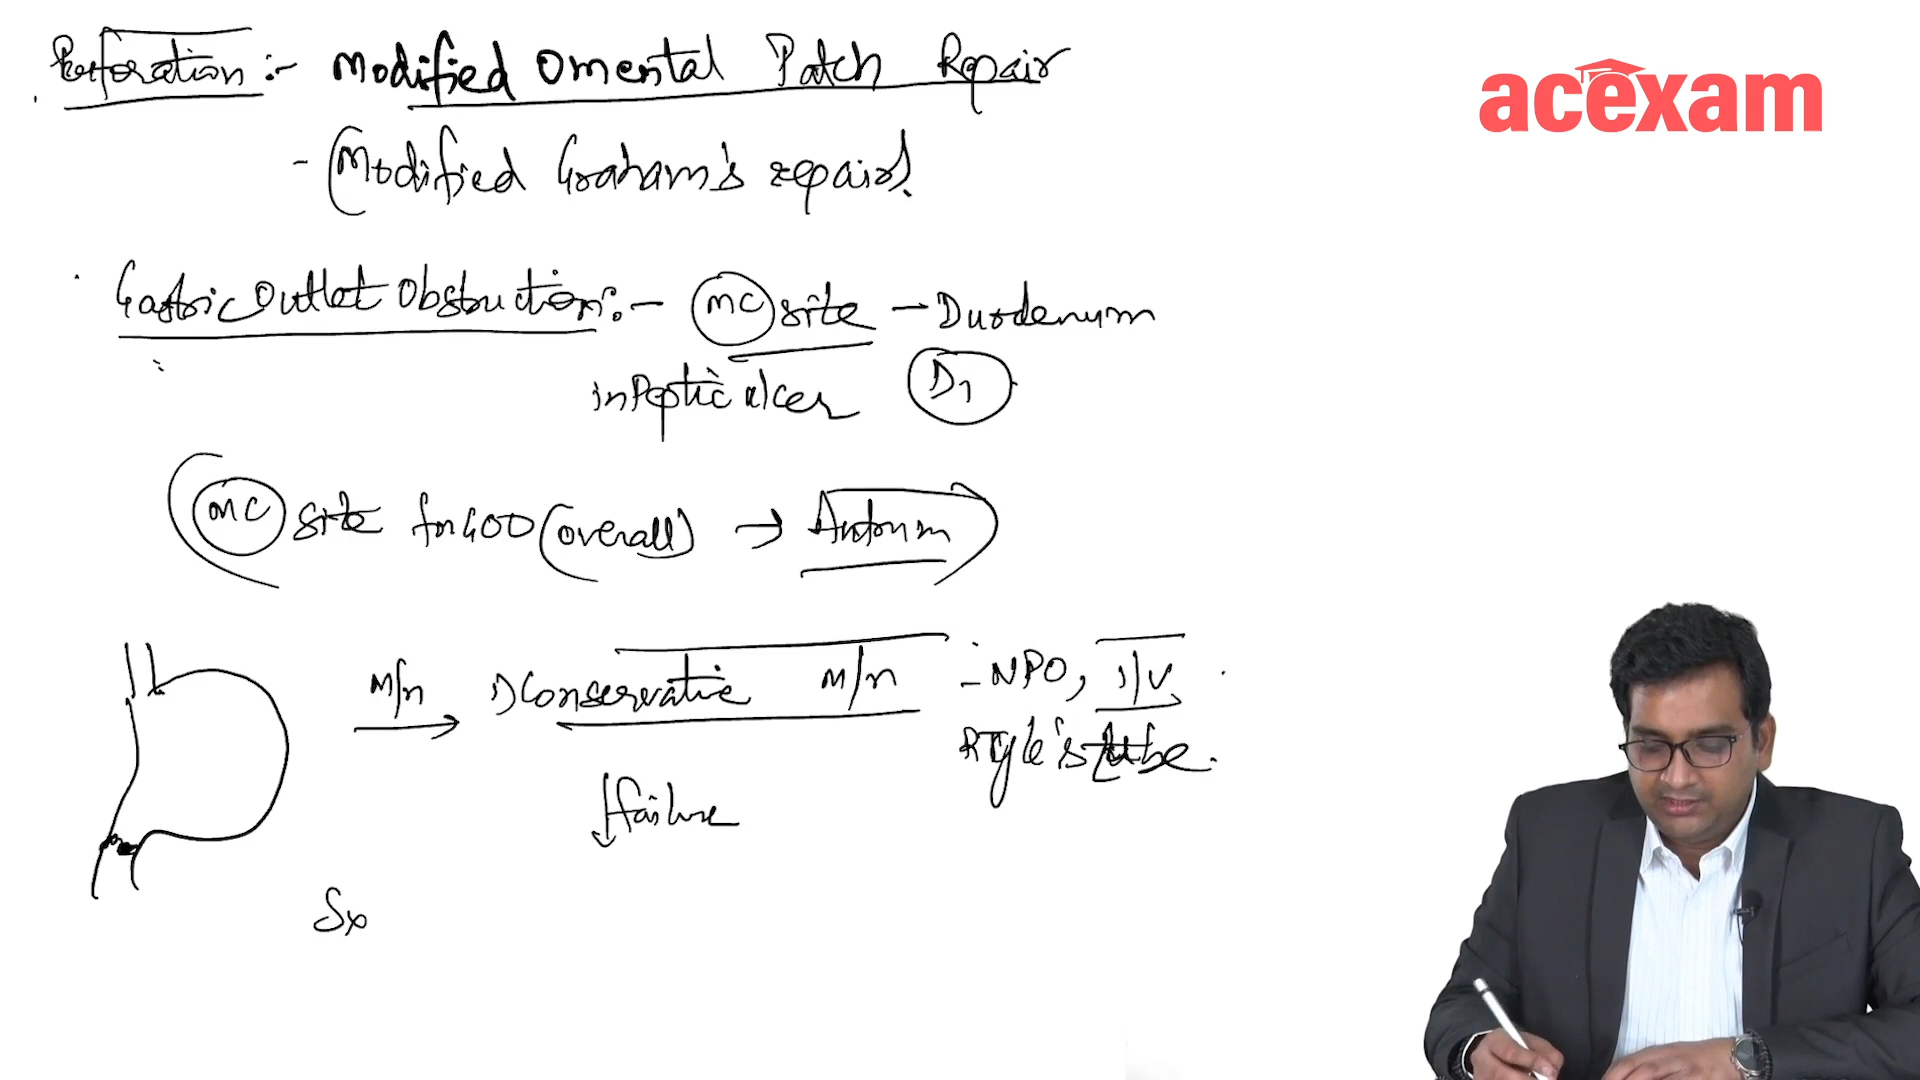 Perforation :- Modified Omental Patch Repair
acexam
- (Modified Graham's repair)
Gastric Outlet Obstruction :- MC site - Duodenum
in Peptic ulcer D1
MC site for GOO (overall) → Antrum
M/n 1) Conservative M/n - NPO, I/V
Ryle's tube.
↓ failure
Sx